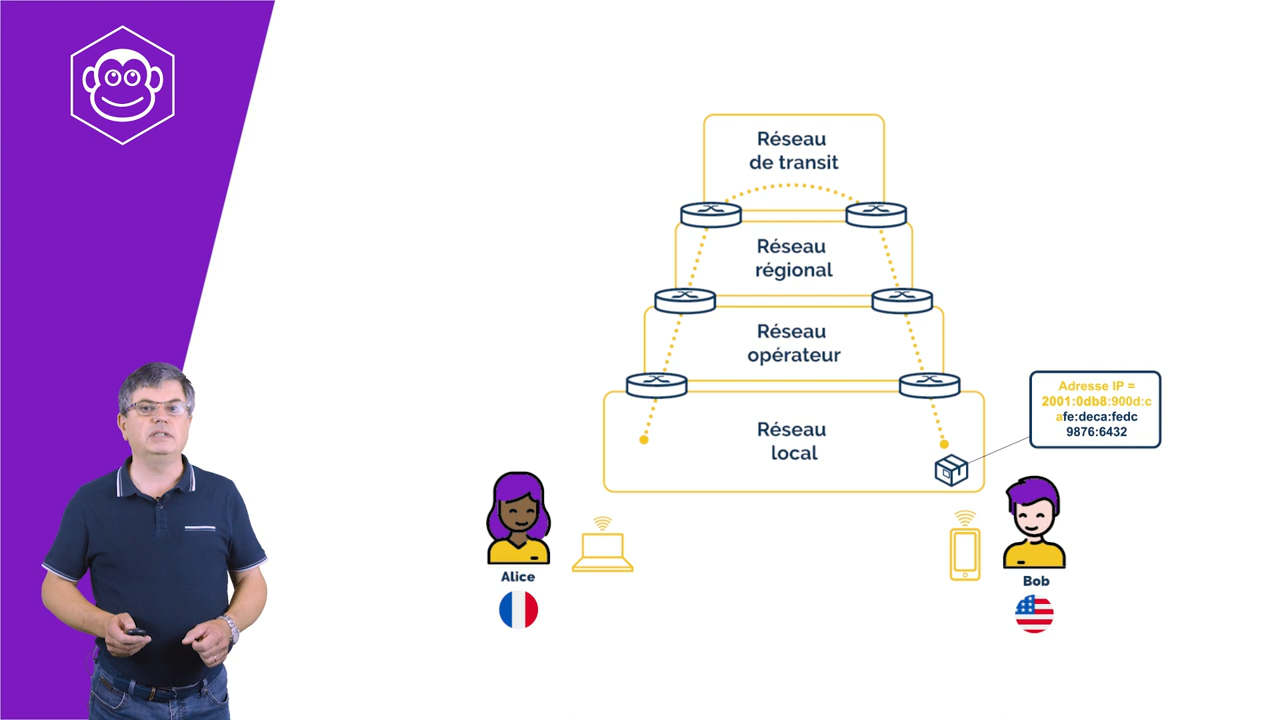 Réseau
de transit
Réseau
régional
Réseau
opérateur
Réseau
local
Adresse IP =
2001:0db8:900d:c
afe:deca:fedc
9876:6432
Alice
Bob